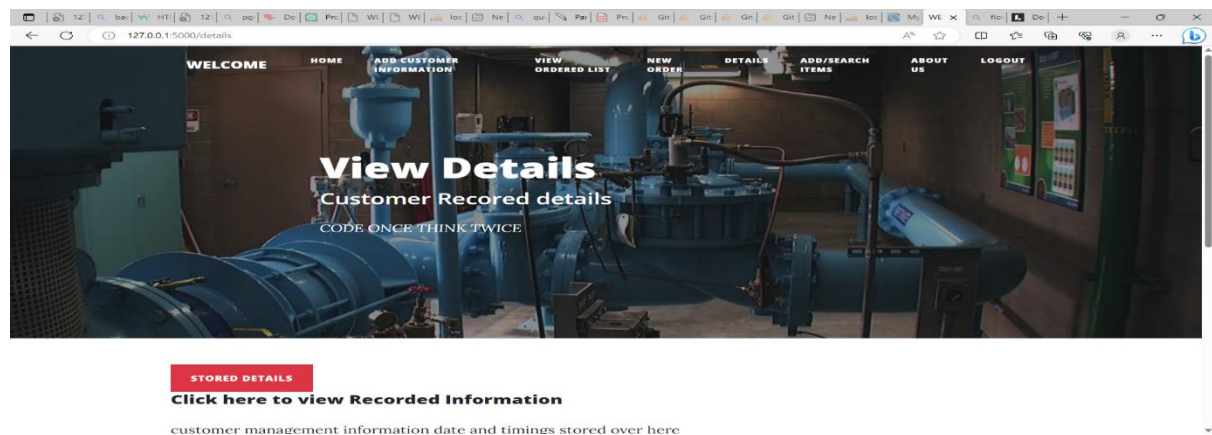 127.0.0.1:5000/details
WELCOME
HOME
ADD CUSTOMER
INFORMATION
VIEW
ORDERED LIST
NEW
ORDER
DETAILS
ADD/SEARCH
ITEMS
ABOUT
US
LOGOUT
View Details
Customer Recored details
CODE ONCE THINK TWICE
STORED DETAILS
Click here to view Recorded Information
customer management information date and timings stored over here